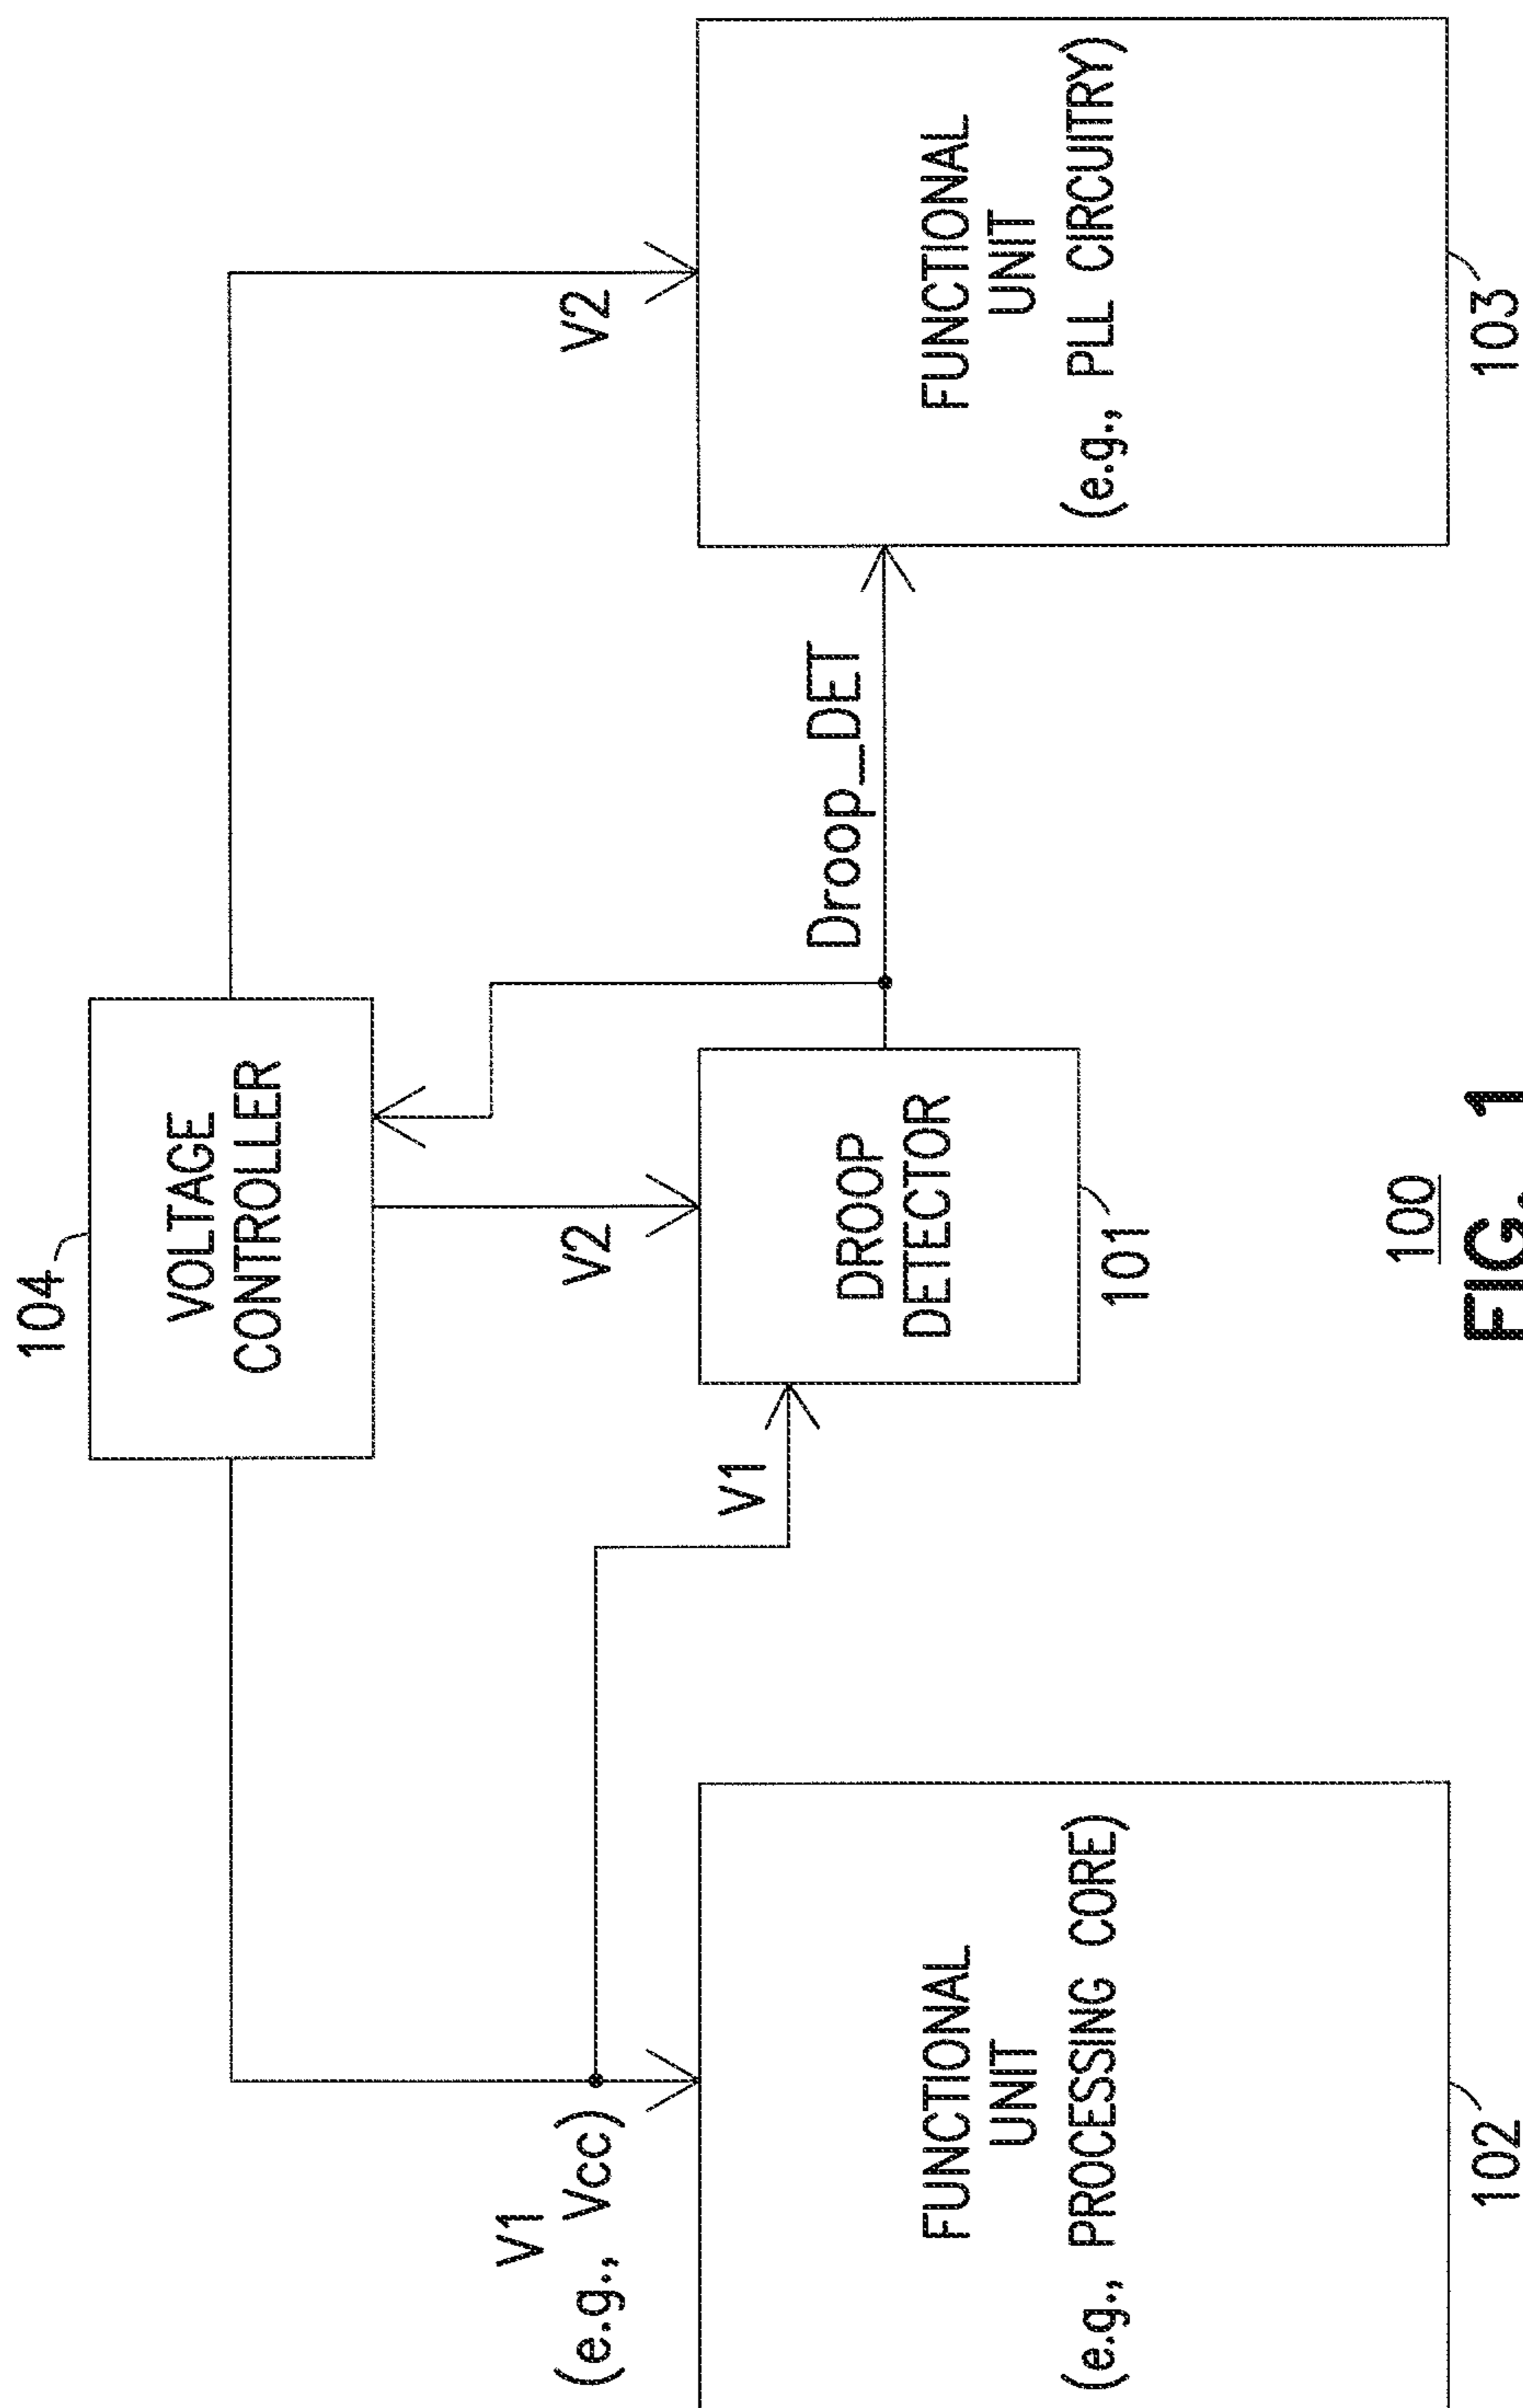 104
VOLTAGE
CONTROLLER
V1
(e.g., Vcc)
V2
V2
V1
Droop_DET
FUNCTIONAL
UNIT
(e.g., PROCESSING CORE)
102
DROOP
DETECTOR
101
FUNCTIONAL
UNIT
(e.g., PLL CIRCUITRY)
103
100
FIG. 1